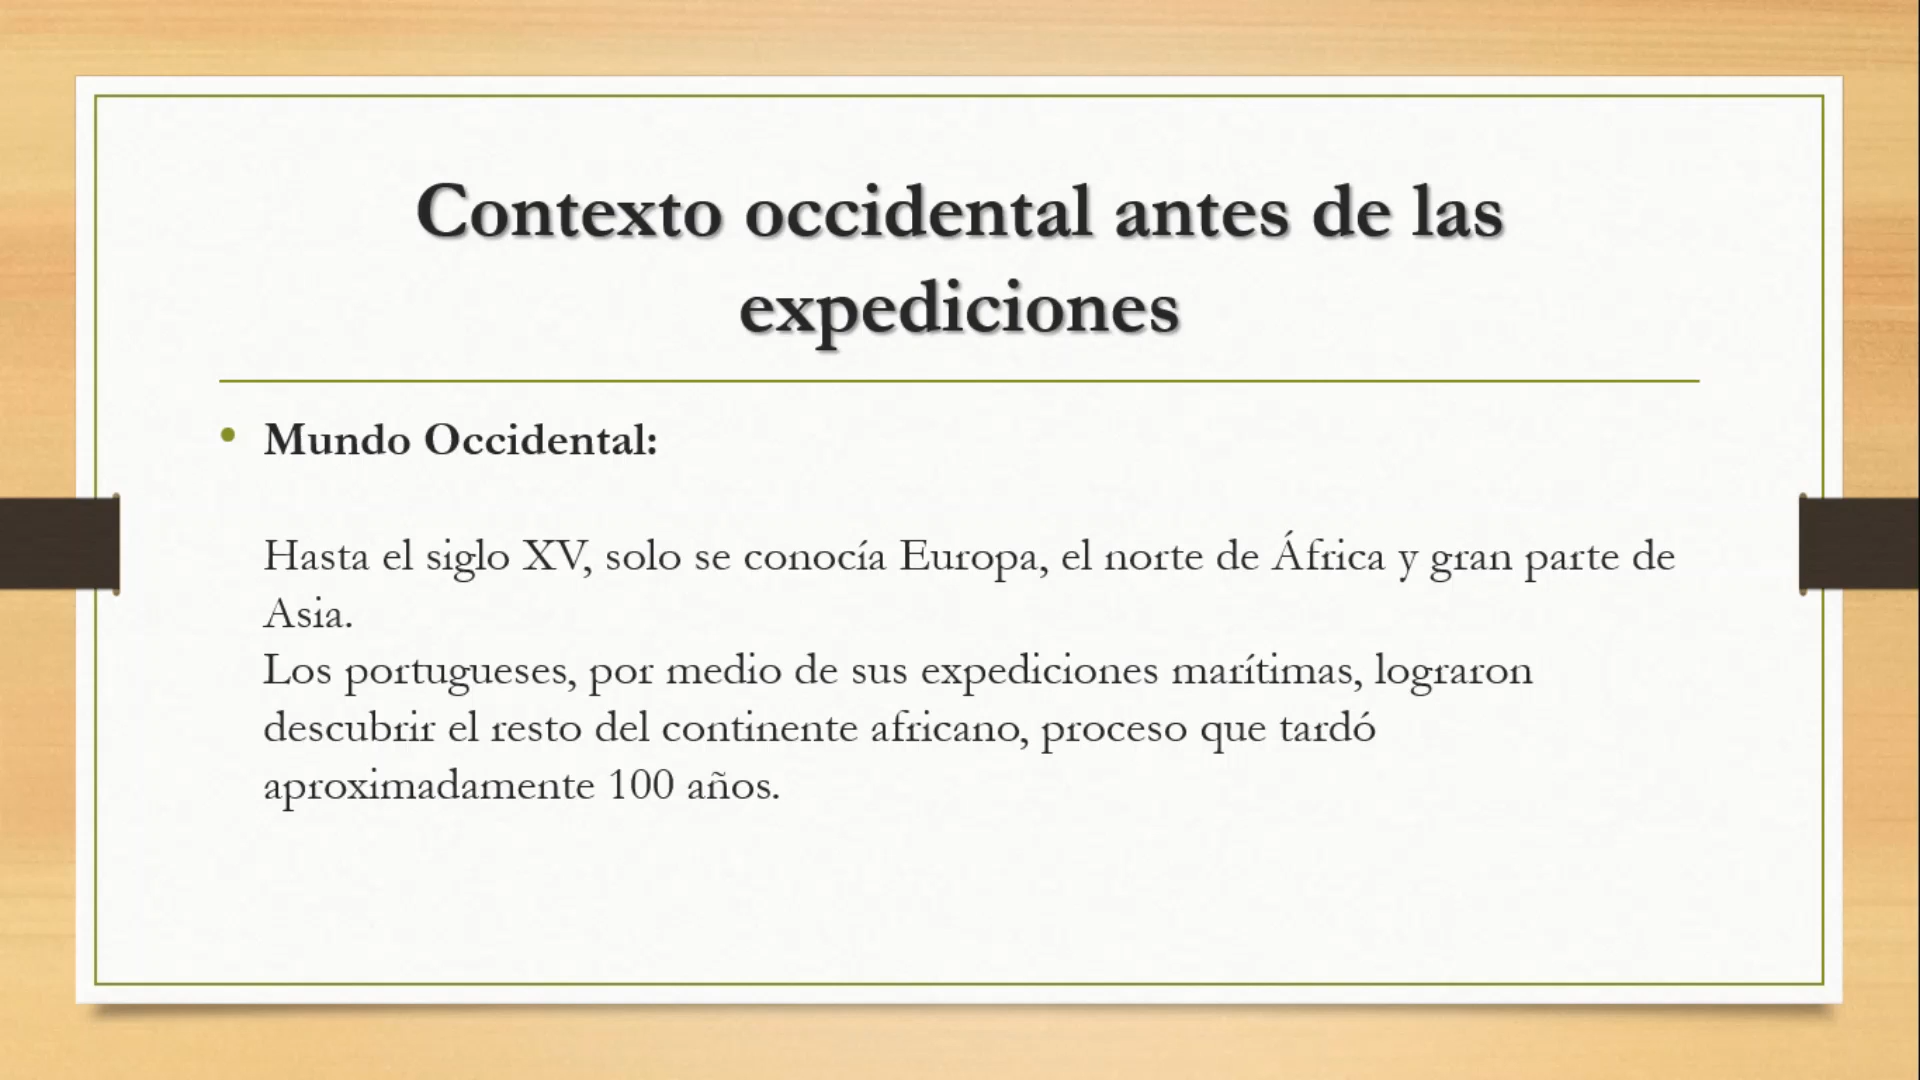 Contexto occidental antes de las
expediciones
• Mundo Occidental:
Hasta el siglo XV, solo se conocía Europa, el norte de África y gran parte de
Asia.
Los portugueses, por medio de sus expediciones marítimas, lograron
descubrir el resto del continente africano, proceso que tardó
aproximadamente 100 años.